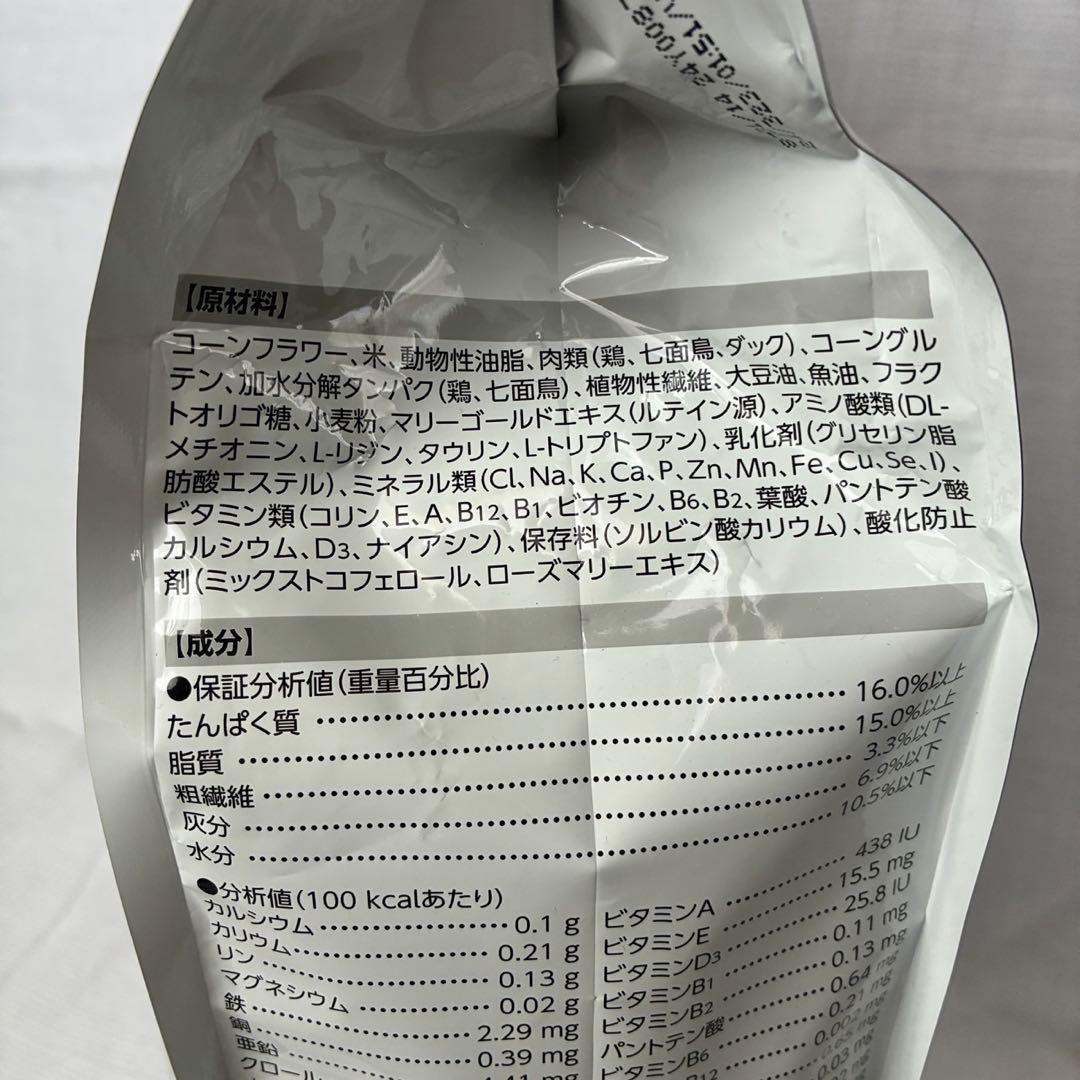 14 24Y008
01:51
【原材料】
コーンフラワー、米、動物性油脂、肉類(鶏、七面鳥、ダック)、コーングル
テン、加水分解タンパク(鶏、七面鳥)、植物性繊維、大豆油、魚油、フラク
トオリゴ糖、小麦粉、マリーゴールドエキス(ルテイン源)、アミノ酸類(DL-
メチオニン、L-リジン、タウリン、L-トリプトファン)、乳化剤(グリセリン脂
肪酸エステル)、ミネラル類(Cl、Na、K、Ca、P、Zn、Mn、Fe、Cu、Se、I)、
ビタミン類(コリン、E、A、B12、B1、ビオチン、B6、B2、葉酸、パントテン酸
カルシウム、D3、ナイアシン)、保存料(ソルビン酸カリウム)、酸化防止
剤(ミックストコフェロール、ローズマリーエキス)
【成分】
●保証分析値(重量百分比)
たんぱく質 16.0%以上
脂質 15.0%以上
粗繊維 3.3%以下
灰分 6.9%以下
水分 10.5%以下
●分析値(100 kcalあたり)
カルシウム 0.1 g
カリウム 0.21 g
リン 0.13 g
マグネシウム 0.02 g
鉄 2.29 mg
銅 0.39 mg
亜鉛
クロール
ビタミンA 438 IU
ビタミンE 15.5 mg
ビタミンD3 25.8 IU
ビタミンB1 0.11 mg
ビタミンB2 0.13 mg
パントテン酸 0.64 mg
ビタミンB6 0.21 mg
B12 0.002 mg
0.03 mg